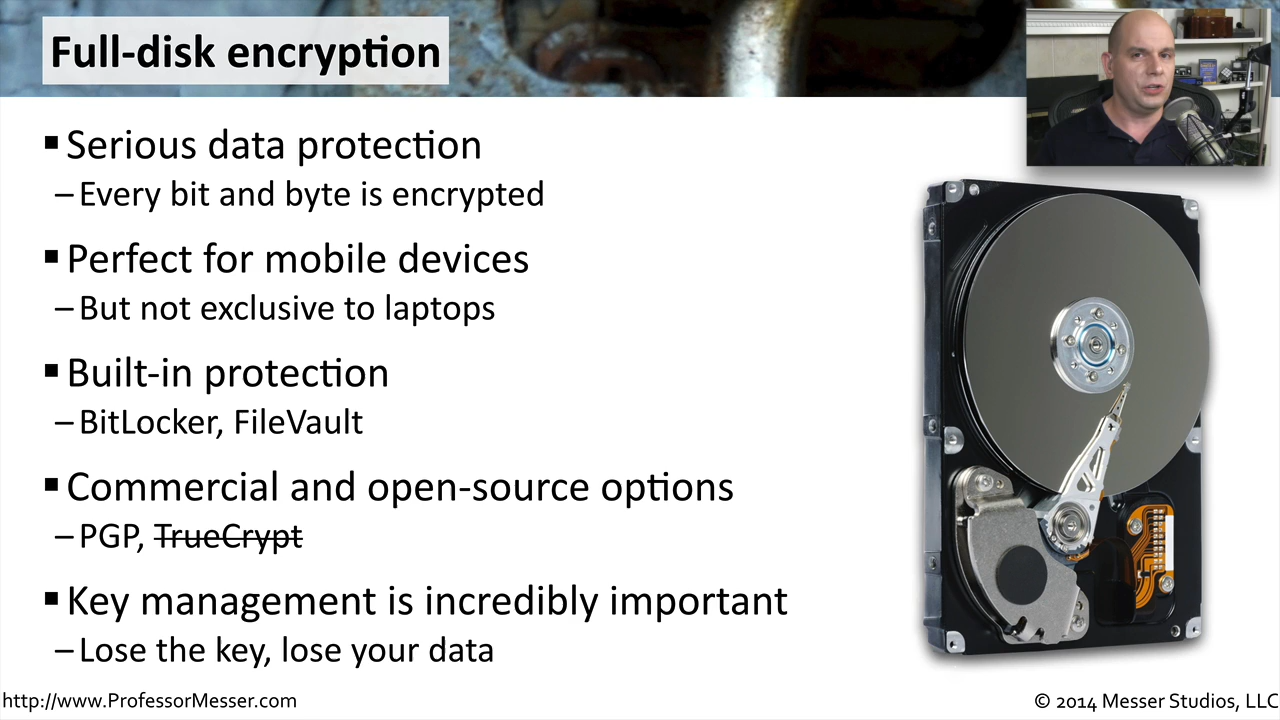 Full-disk encryption
▪ Serious data protection
– Every bit and byte is encrypted
▪ Perfect for mobile devices
– But not exclusive to laptops
▪ Built-in protection
– BitLocker, FileVault
▪ Commercial and open-source options
– PGP, TrueCrypt
▪ Key management is incredibly important
– Lose the key, lose your data
http://www.ProfessorMesser.com
© 2014 Messer Studios, LLC